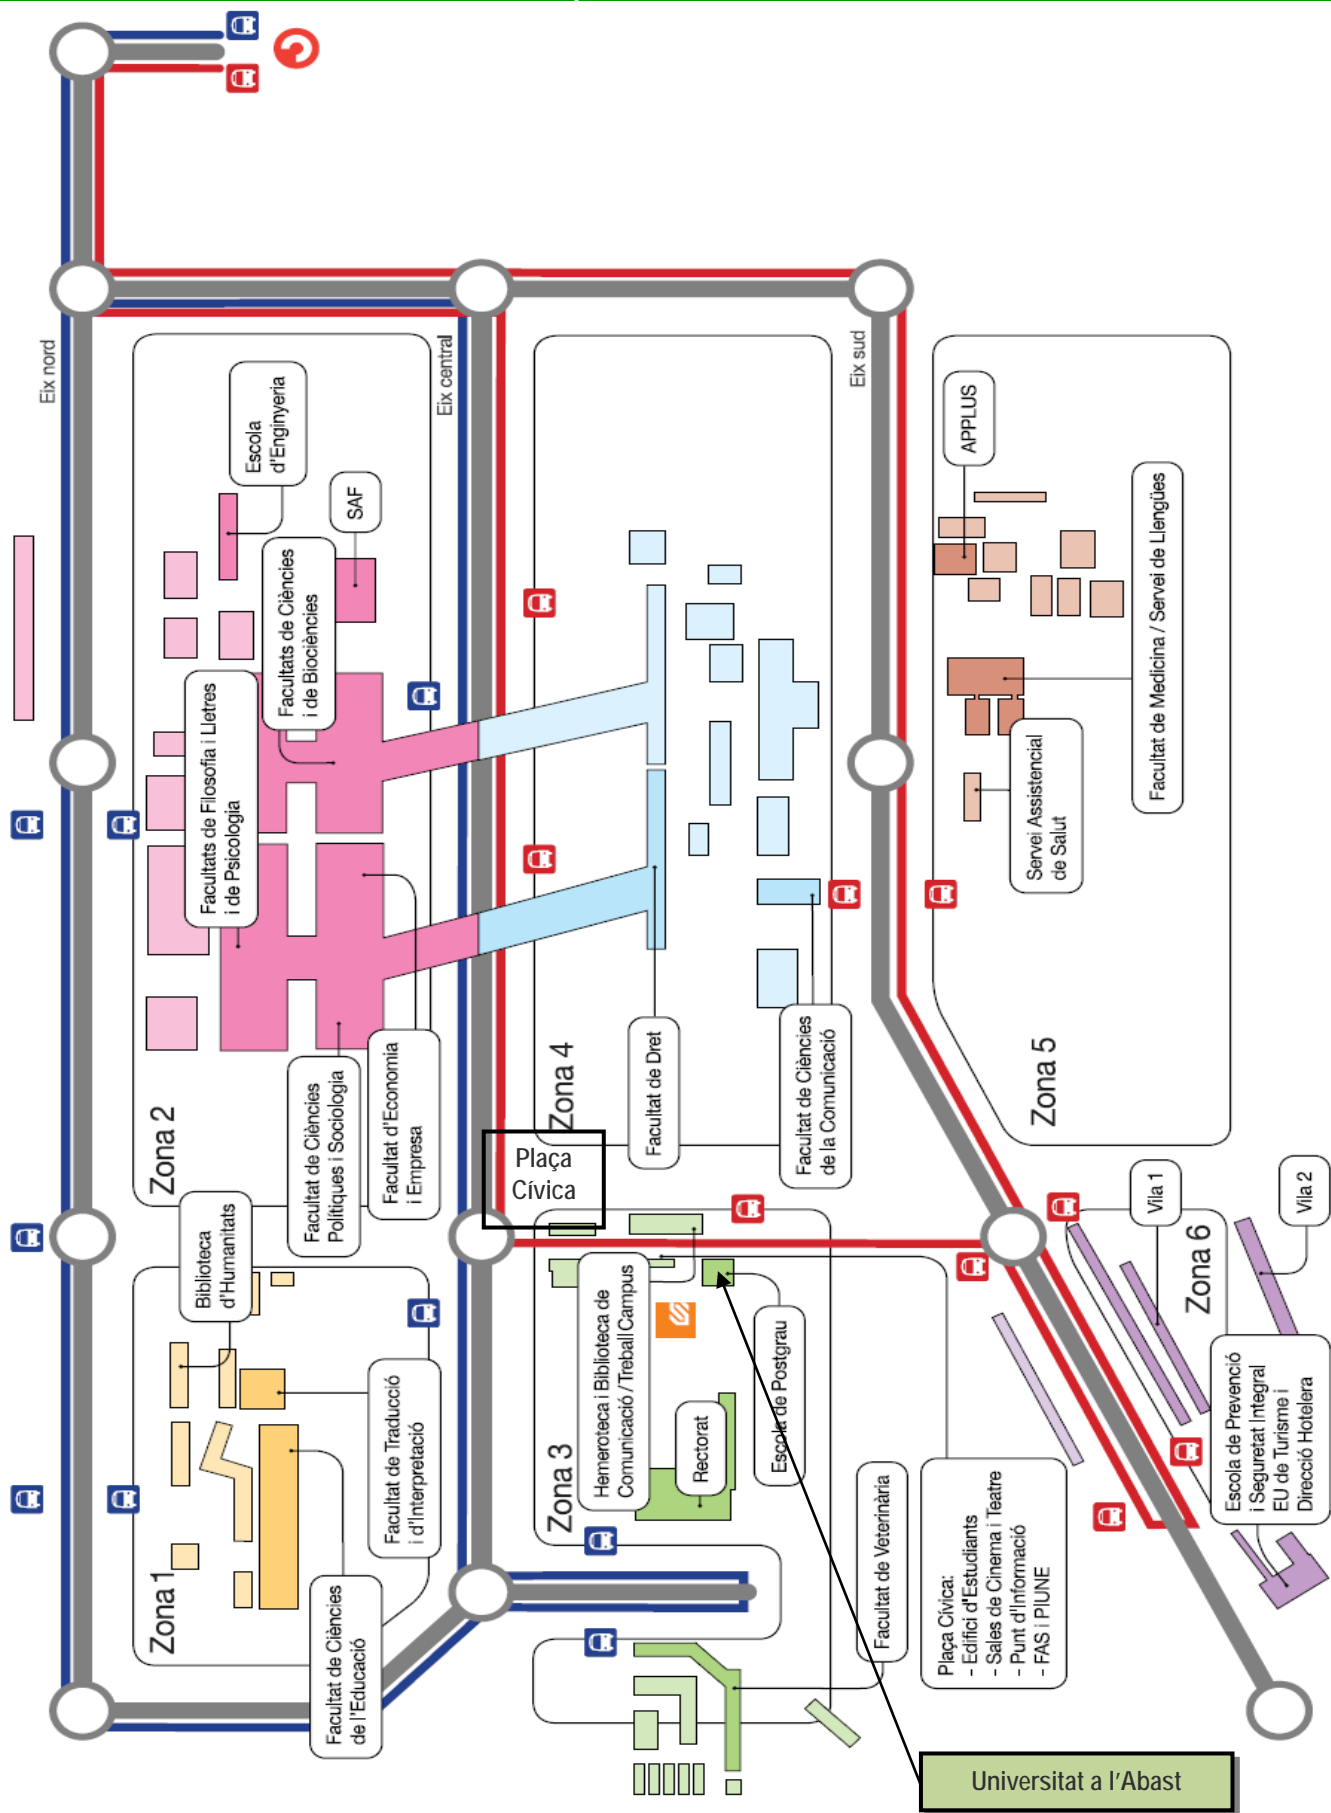 Eix nord
Eix central
Eix sud
Escola
d'Enginyeria
SAF
Facultats de Ciències
i de Biociències
Facultats de Filosofia i Lletres
i de Psicologia
Facultat de Ciències
Polítiques i Sociologia
Facultat d'Economia
i Empresa
Zona 2
Biblioteca
d'Humanitats
Facultat de Traducció
i d'Interpretació
Facultat de Ciències
de l'Educació
Zona 1
Plaça
Cívica
Zona 4
Facultat de Dret
Facultat de Ciències
de la Comunicació
APPLUS
Facultat de Medicina / Servei de Llengües
Servei Assistencial
de Salut
Zona 5
Hemeroteca i Biblioteca de
Comunicació / Treball Campus
Rectorat
Escola de Postgrau
Zona 3
Facultat de Veterinària
Plaça Cívica:
- Edifici d'Estudiants
- Sales de Cinema i Teatre
- Punt d'Informació
- FAS i PIUNE
Vila 1
Vila 2
Zona 6
Escola de Prevenció
i Seguretat Integral
EU de Turisme i
Direcció Hotelera
Universitat a l'Abast